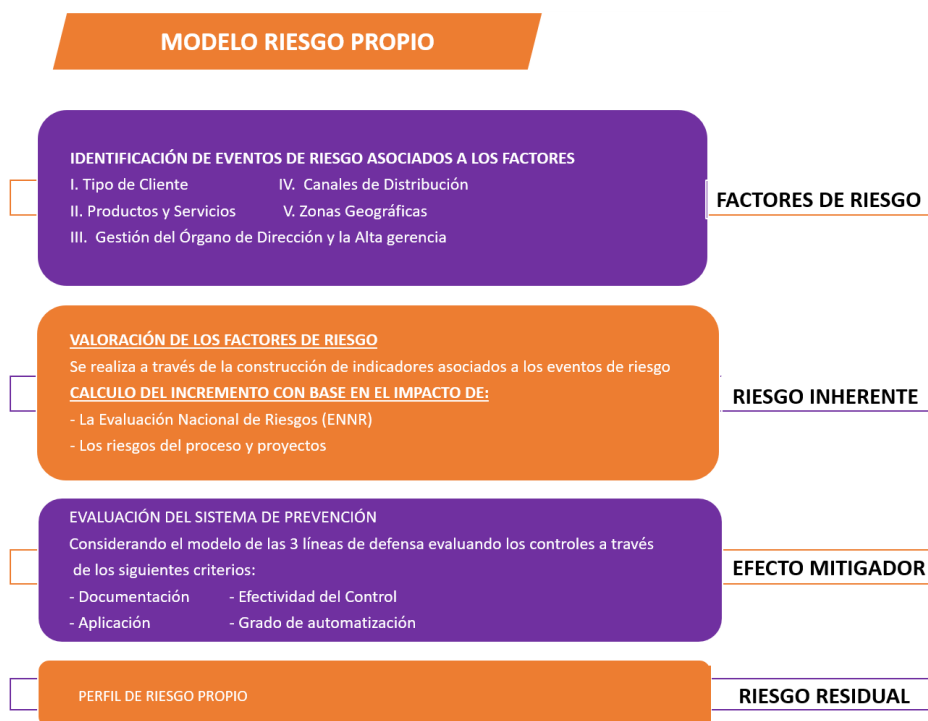 MODELO RIESGO PROPIO
IDENTIFICACIÓN DE EVENTOS DE RIESGO ASOCIADOS A LOS FACTORES
I. Tipo de Cliente IV. Canales de Distribución
II. Productos y Servicios V. Zonas Geográficas
III. Gestión del Órgano de Dirección y la Alta gerencia
FACTORES DE RIESGO
VALORACIÓN DE LOS FACTORES DE RIESGO
Se realiza a través de la construcción de indicadores asociados a los eventos de riesgo
CALCULO DEL INCREMENTO CON BASE EN EL IMPACTO DE:
- La Evaluación Nacional de Riesgos (ENNR)
- Los riesgos del proceso y proyectos
RIESGO INHERENTE
EVALUACIÓN DEL SISTEMA DE PREVENCIÓN
Considerando el modelo de las 3 líneas de defensa evaluando los controles a través
de los siguientes criterios:
- Documentación - Efectividad del Control
- Aplicación - Grado de automatización
EFECTO MITIGADOR
PERFIL DE RIESGO PROPIO
RIESGO RESIDUAL